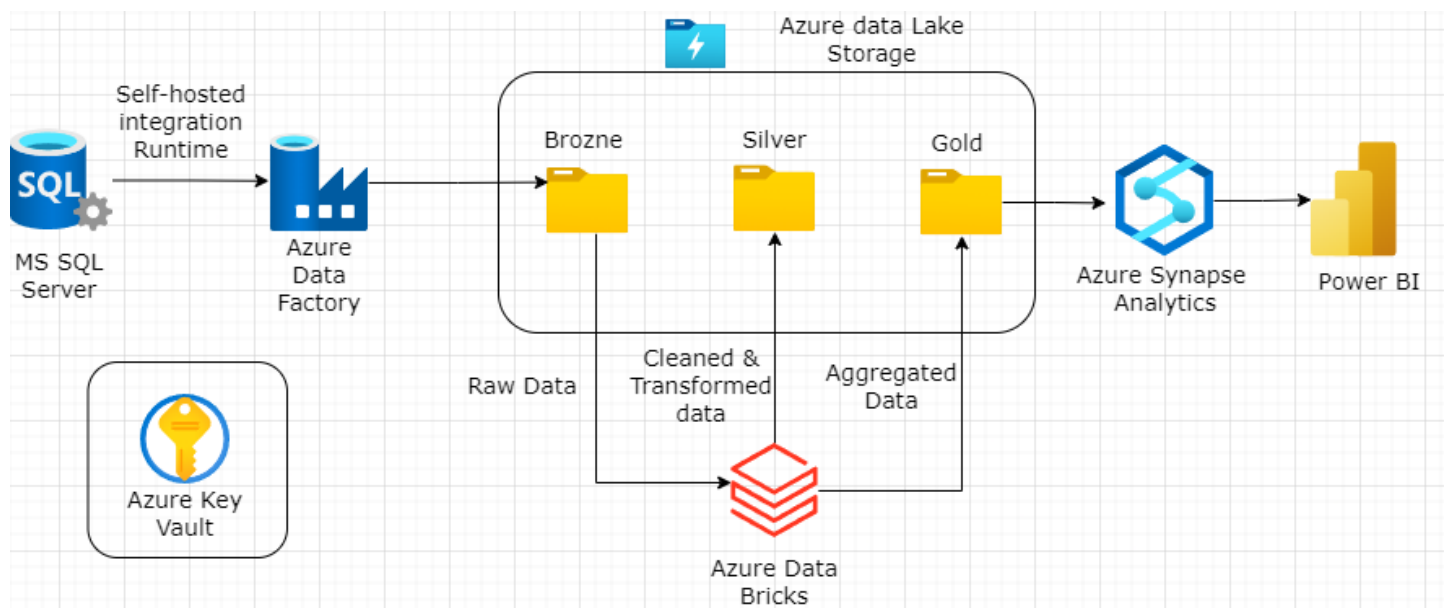 Azure data Lake
Storage
Self-hosted
integration
Runtime
Brozne
Silver
Gold
SQL
MS SQL
Server
Azure
Data
Factory
Azure Synapse
Analytics
Power BI
Raw Data
Cleaned &
Transformed
data
Aggregated
Data
Azure Key
Vault
Azure Data
Bricks